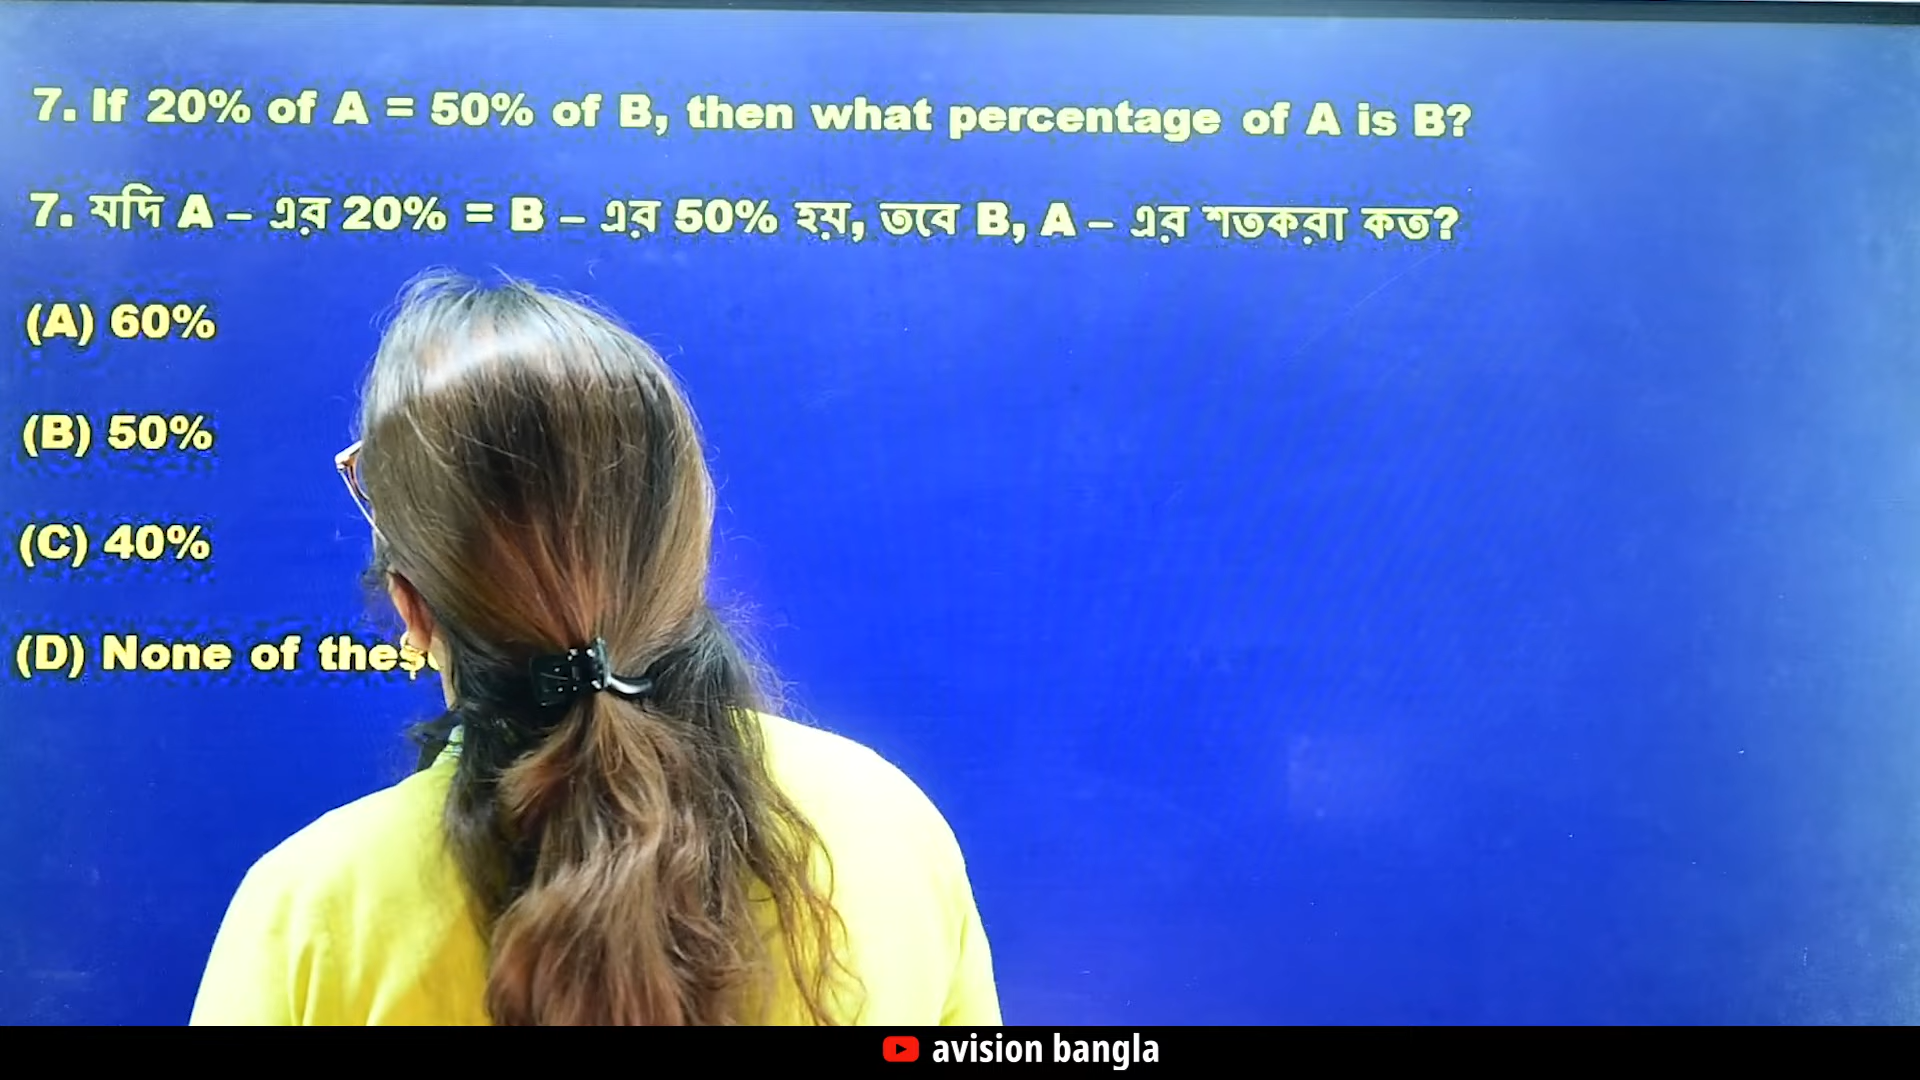 7. If 20% of A = 50% of B, then what percentage of A is B?
7. যদি A – এর 20% = B – এর 50% হয়, তবে B, A – এর শতকরা কত?
(A) 60%
(B) 50%
(C) 40%
(D) None of these
avision bangla